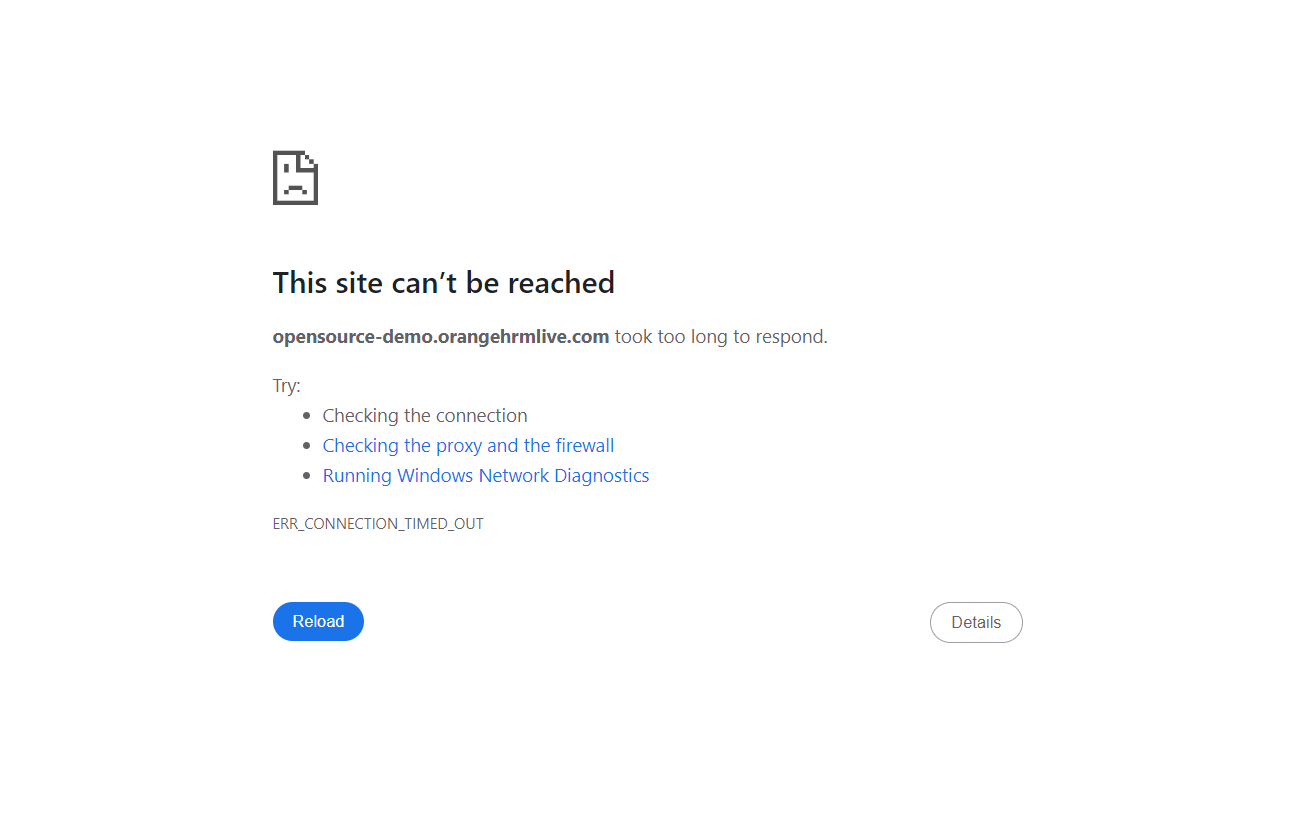 This site can’t be reached
opensource-demo.orangehrmlive.com took too long to respond.
Try:
Checking the connection
Checking the proxy and the firewall
Running Windows Network Diagnostics
ERR_CONNECTION_TIMED_OUT
Reload
Details